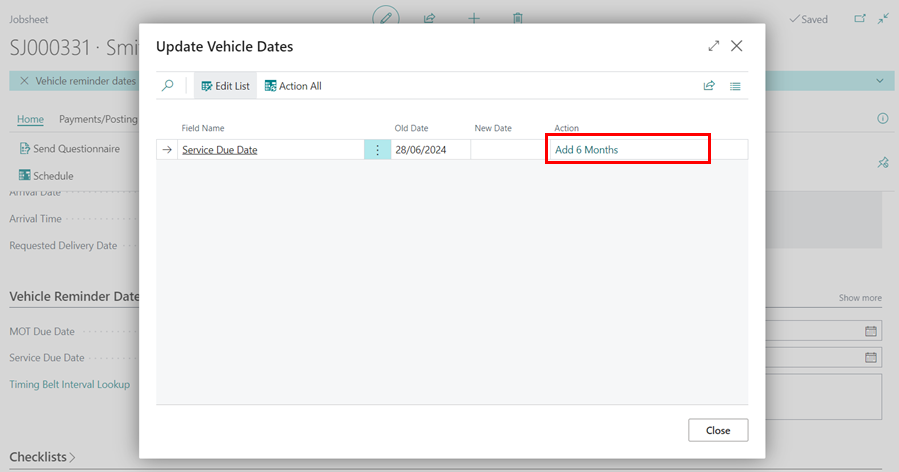 Jobsheet
Saved
SJ000331 · Smi
Vehicle reminder dates
Home Payments/Posting
Send Questionnaire
Schedule
Arrival Date
Arrival Time
Requested Delivery Date
Vehicle Reminder Date
Show more
MOT Due Date
Service Due Date
Timing Belt Interval Lookup
Checklists
Update Vehicle Dates
Edit List Action All
Field Name Old Date New Date Action
Service Due Date 28/06/2024 Add 6 Months
Close